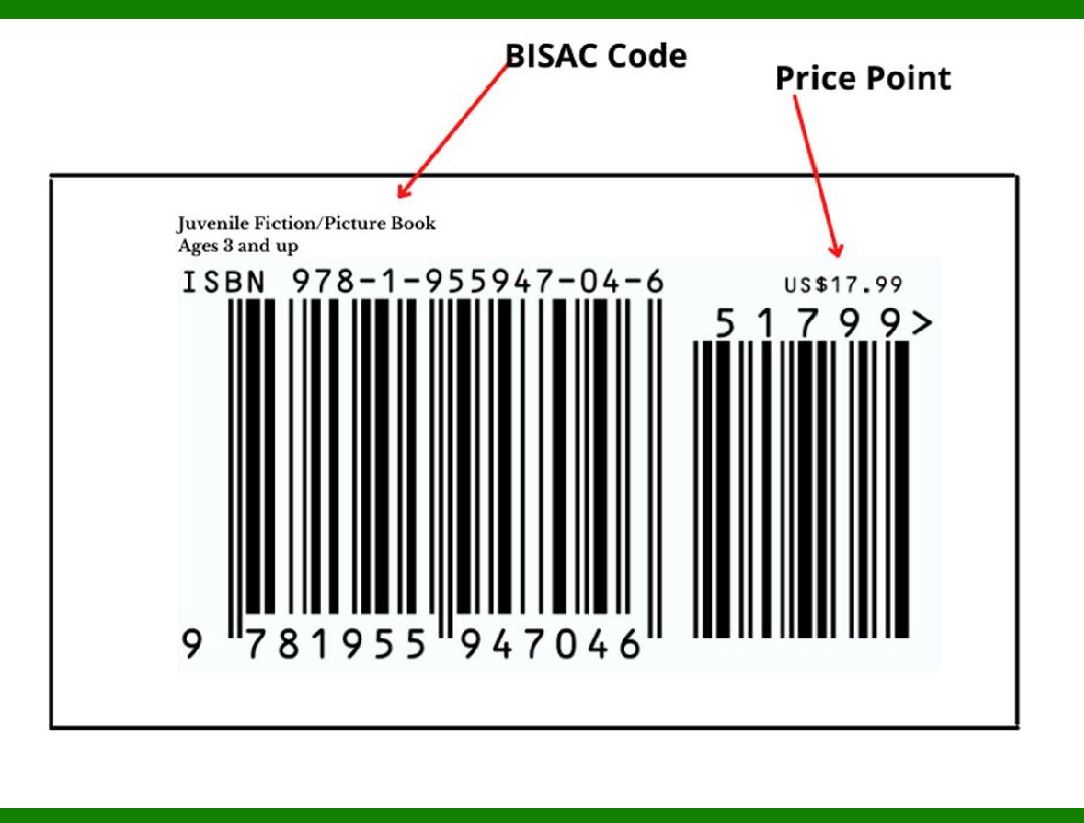 BISAC Code
Price Point
Juvenile Fiction/Picture Book
Ages 3 and up
ISBN 978-1-955947-04-6
US$17.99
51799>
9 781955 947046